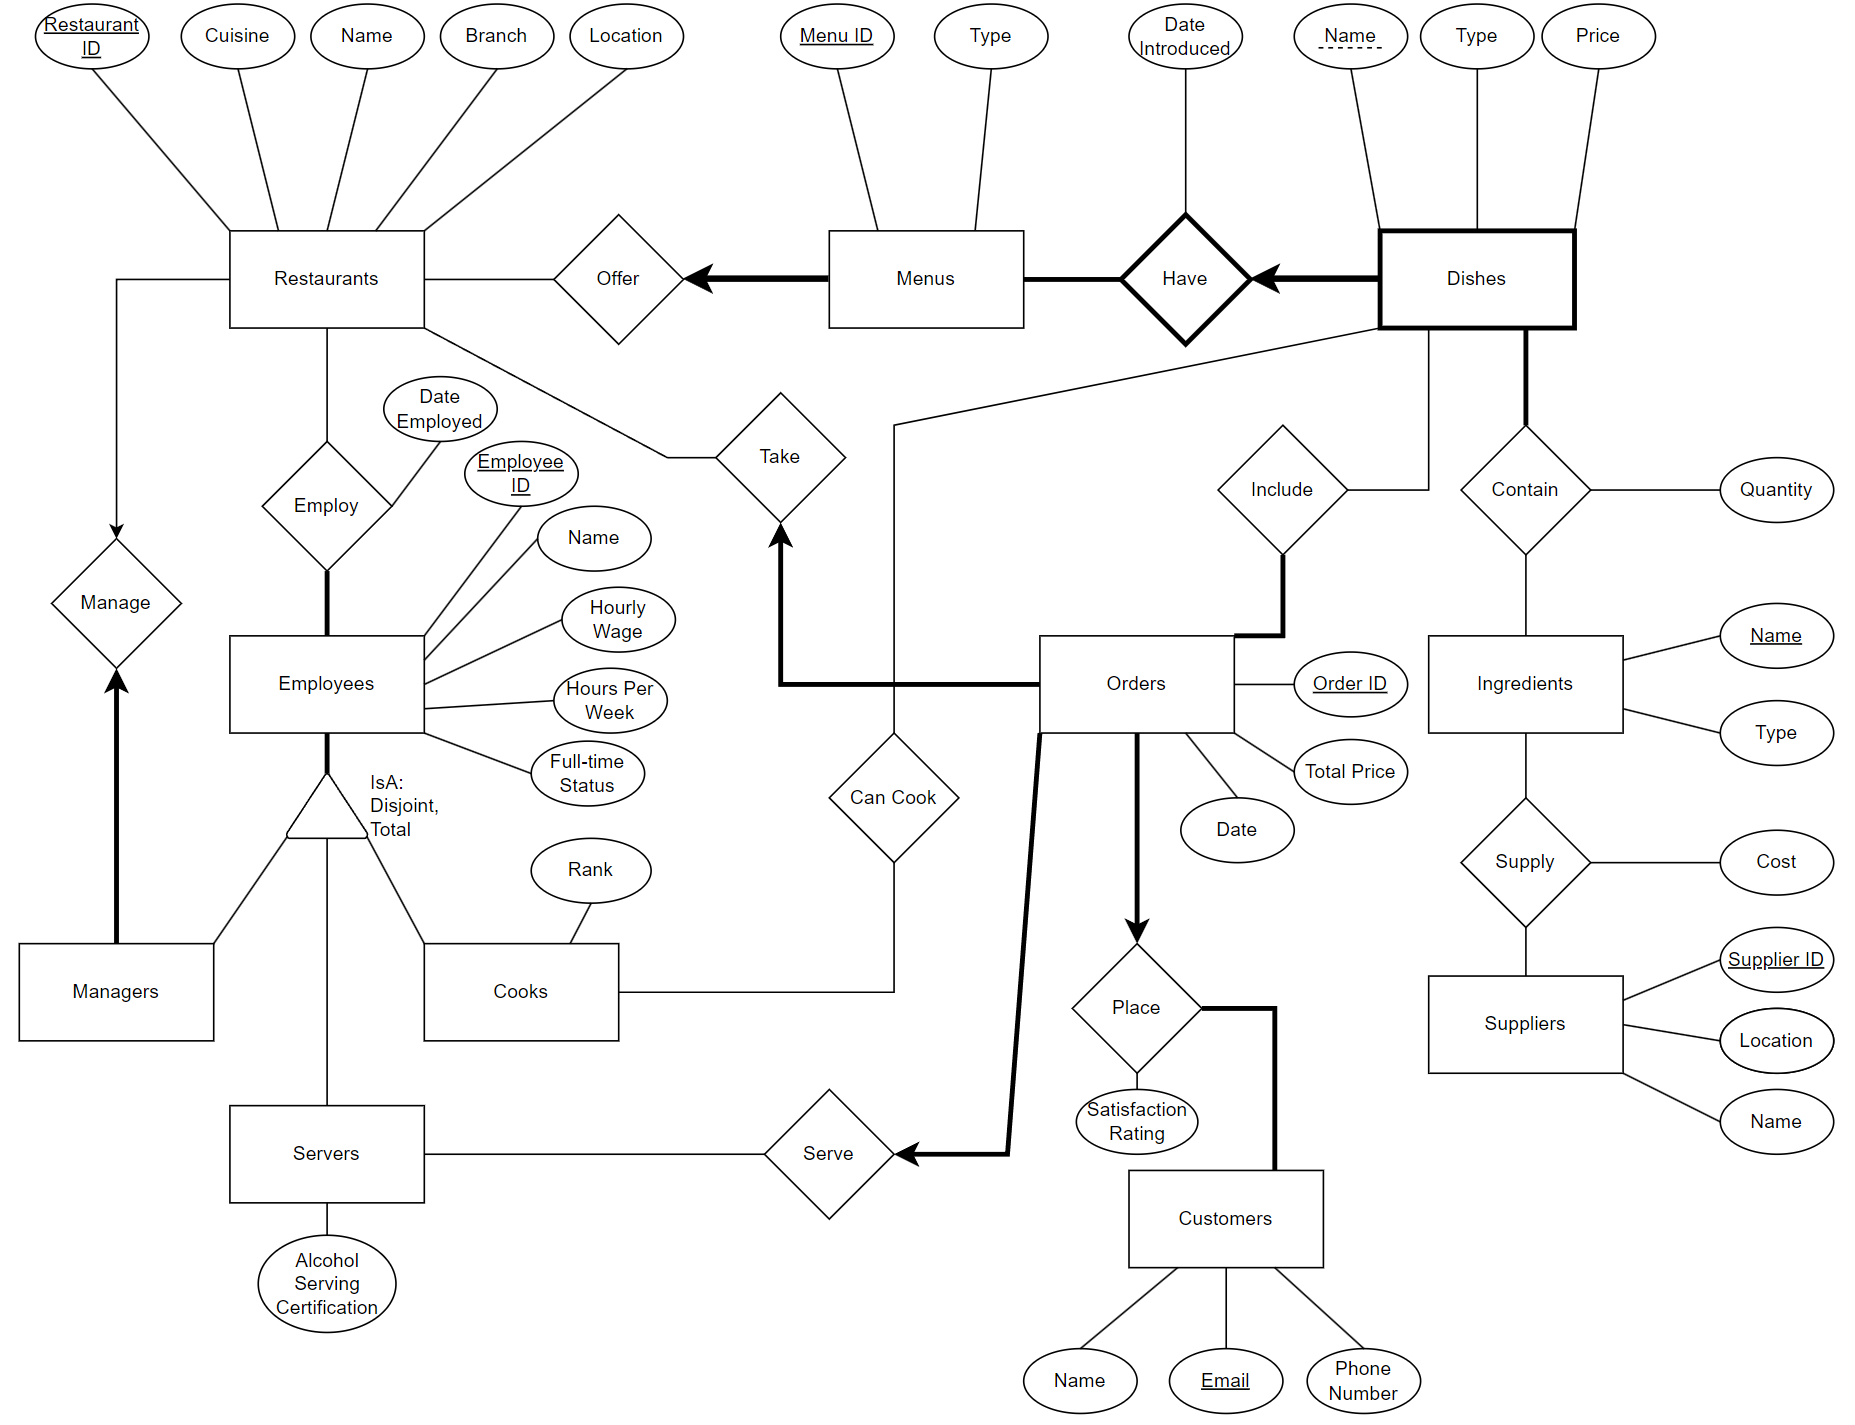 Restaurant
ID
Cuisine
Name
Branch
Location
Menu ID
Type
Date
Introduced
Name
Type
Price
Restaurants
Offer
Menus
Have
Dishes
Date
Employed
Take
Employee
ID
Include
Contain
Quantity
Employ
Name
Manage
Hourly
Wage
Name
Employees
Hours Per
Week
Orders
Order ID
Ingredients
Type
Full-time
Status
Total Price
IsA:
Disjoint,
Total
Can Cook
Date
Rank
Supply
Cost
Supplier ID
Managers
Cooks
Place
Suppliers
Location
Satisfaction
Rating
Name
Servers
Serve
Customers
Alcohol
Serving
Certification
Name
Email
Phone
Number